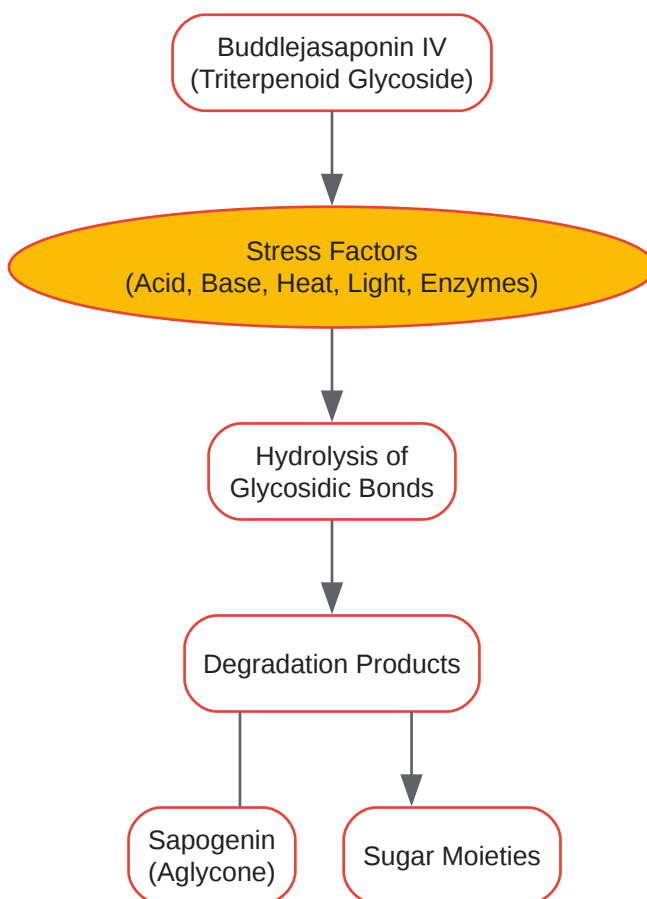 Buddlejasaponin IV
(Triterpenoid Glycoside)
Stress Factors
(Acid, Base, Heat, Light, Enzymes)
Hydrolysis of
Glycosidic Bonds
Degradation Products
Sapogenin
(Aglycone)
Sugar Moieties